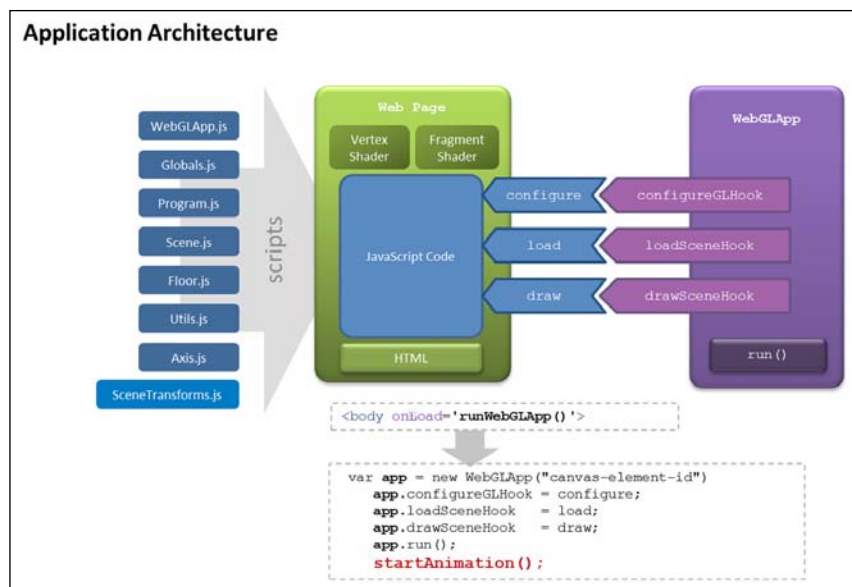 Application Architecture
WebGLApp.js
Globals.js
Program.js
Scene.js
Floor.js
Utils.js
Axis.js
SceneTransforms.js
scripts
Web Page
Vertex
Shader
Fragment
Shader
JavaScript Code
HTML
configure
load
draw
WebGLApp
configureGLHook
loadSceneHook
drawSceneHook
run()
<body onLoad='runWebGLApp()'>
var app = new WebGLApp("canvas-element-id")
app.configureGLHook = configure;
app.loadSceneHook   = load;
app.drawSceneHook   = draw;
app.run();
startAnimation();